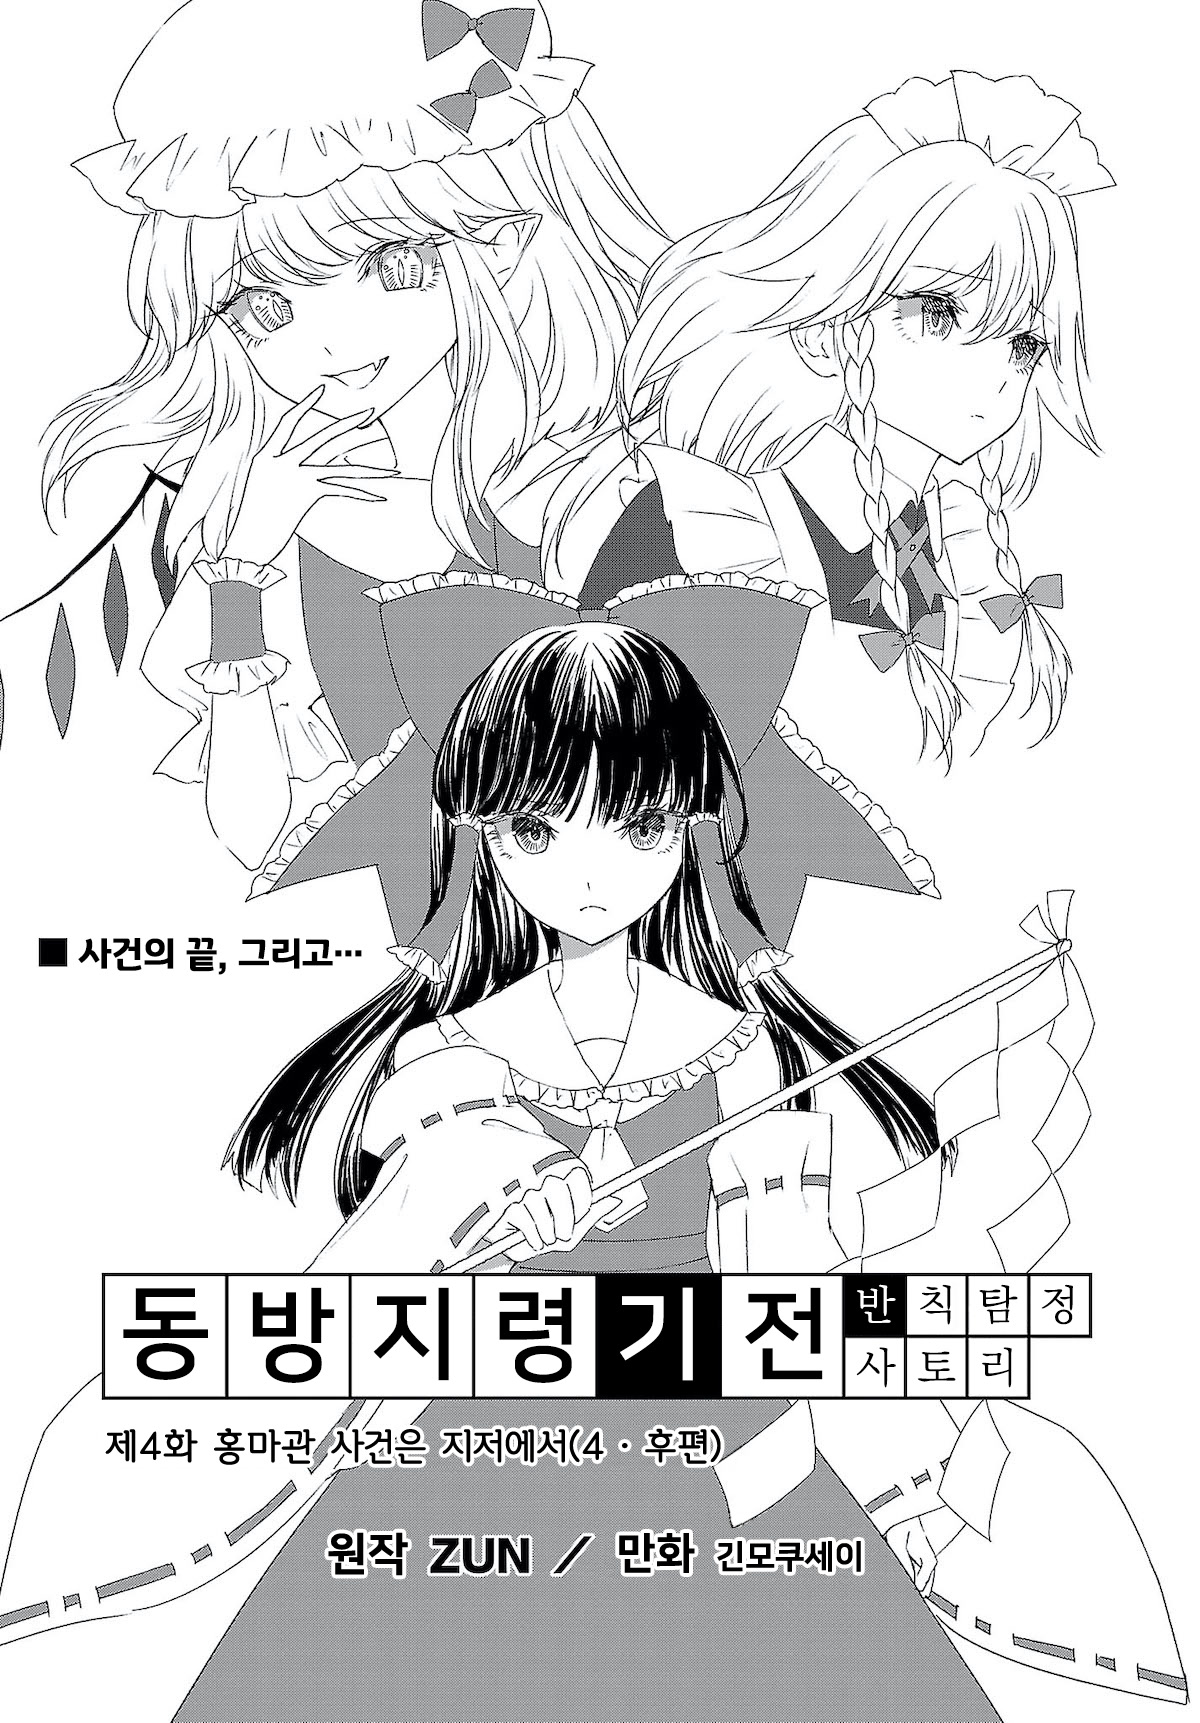 ■ 사건의 끝, 그리고…
동방지령기전 반칙탐정
사토리
제4화 홍마관 사건은 지저에서(4 · 후편)
원작 ZUN / 만화 긴모쿠세이